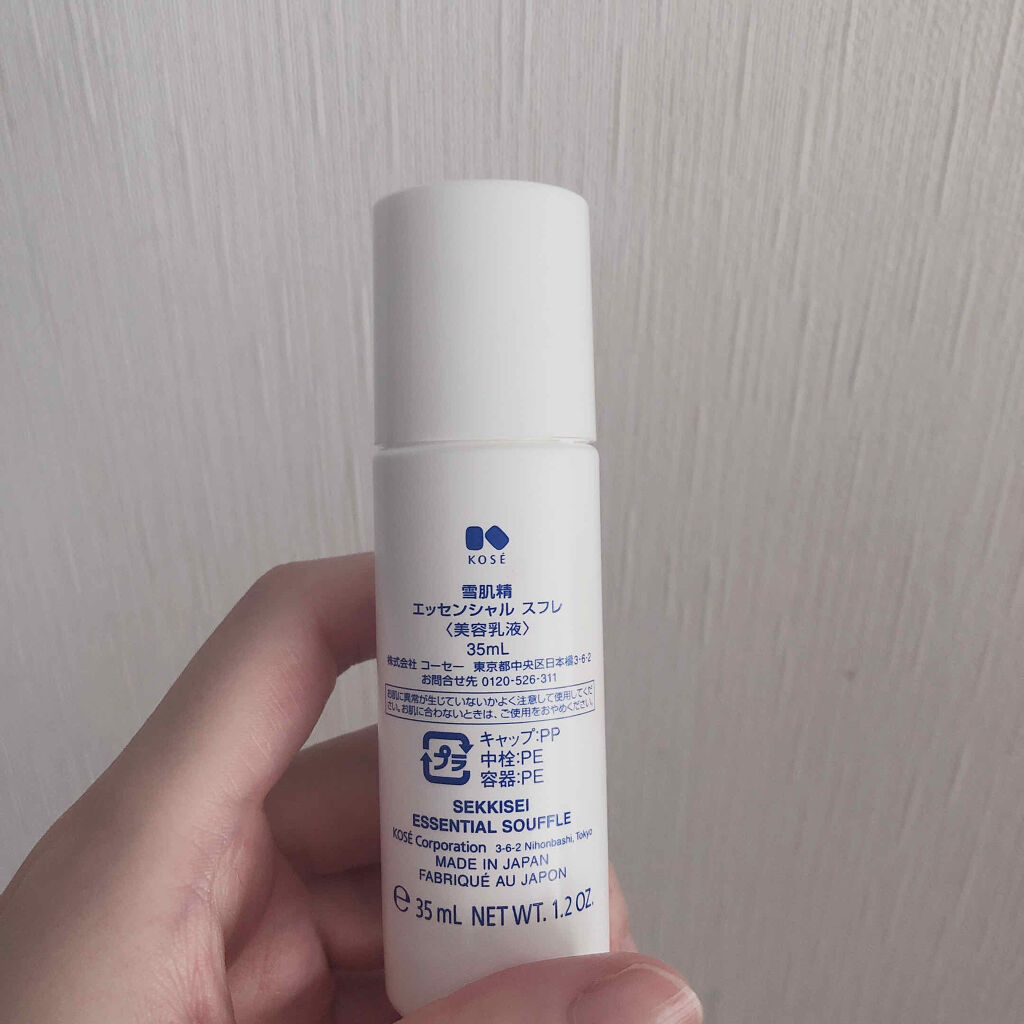 KOSÉ
雪肌精
エッセンシャル スフレ
〈美容乳液〉
35mL
株式会社 コーセー 東京都中央区日本橋3-6-2
お問合せ先 0120-526-311
お肌に異常が生じていないかよく注意して使用してくだ
さい。お肌に合わないときは、ご使用をおやめください。
プラ
キャップ:PP
中栓:PE
容器:PE
SEKKISEI
ESSENTIAL SOUFFLE
KOSÉ Corporation 3-6-2 Nihonbashi, Tokyo
MADE IN JAPAN
FABRIQUÉ AU JAPON
℮ 35 mL NET WT. 1.2 OZ.